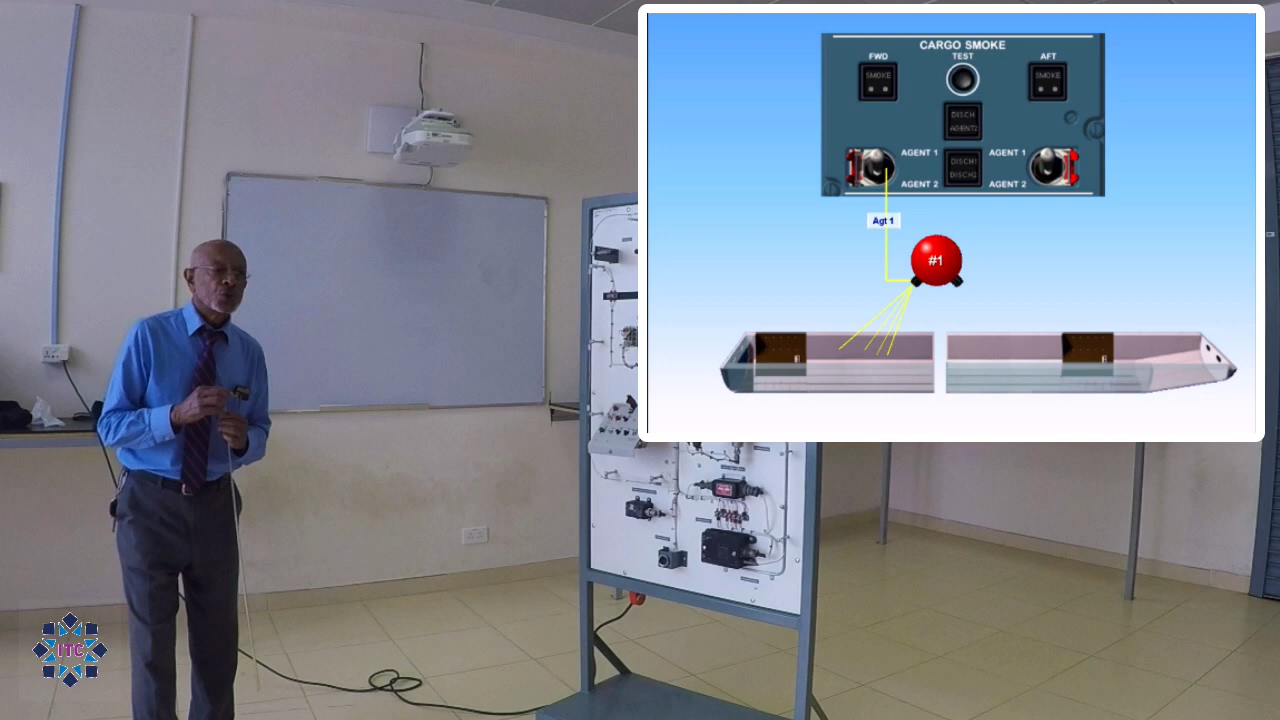 CARGO SMOKE
FWD
TEST
AFT
SMOKE
SMOKE
DISCH
AGENT2
AGENT 1
DISCH1
AGENT 1
AGENT 2
DISCH2
AGENT 2
Agt 1
#1
ITC